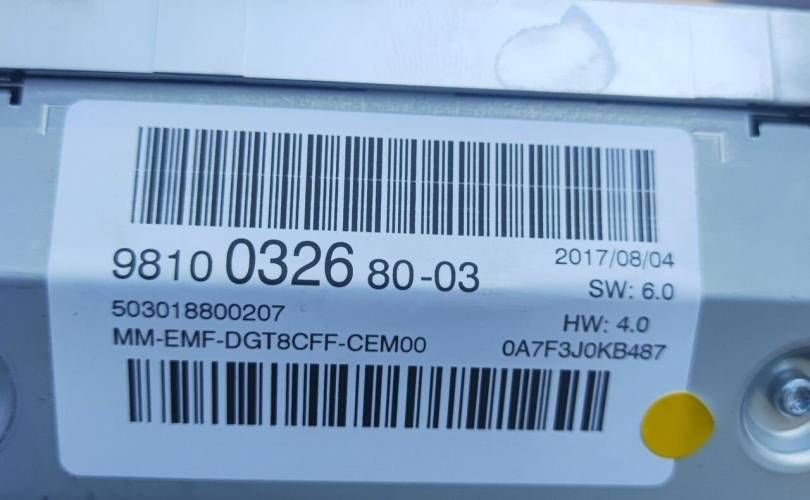 9810 0326 80-03
2017/08/04
SW: 6.0
503018800207
HW: 4.0
MM-EMF-DGT8CFF-CEM00
0A7F3J0KB487